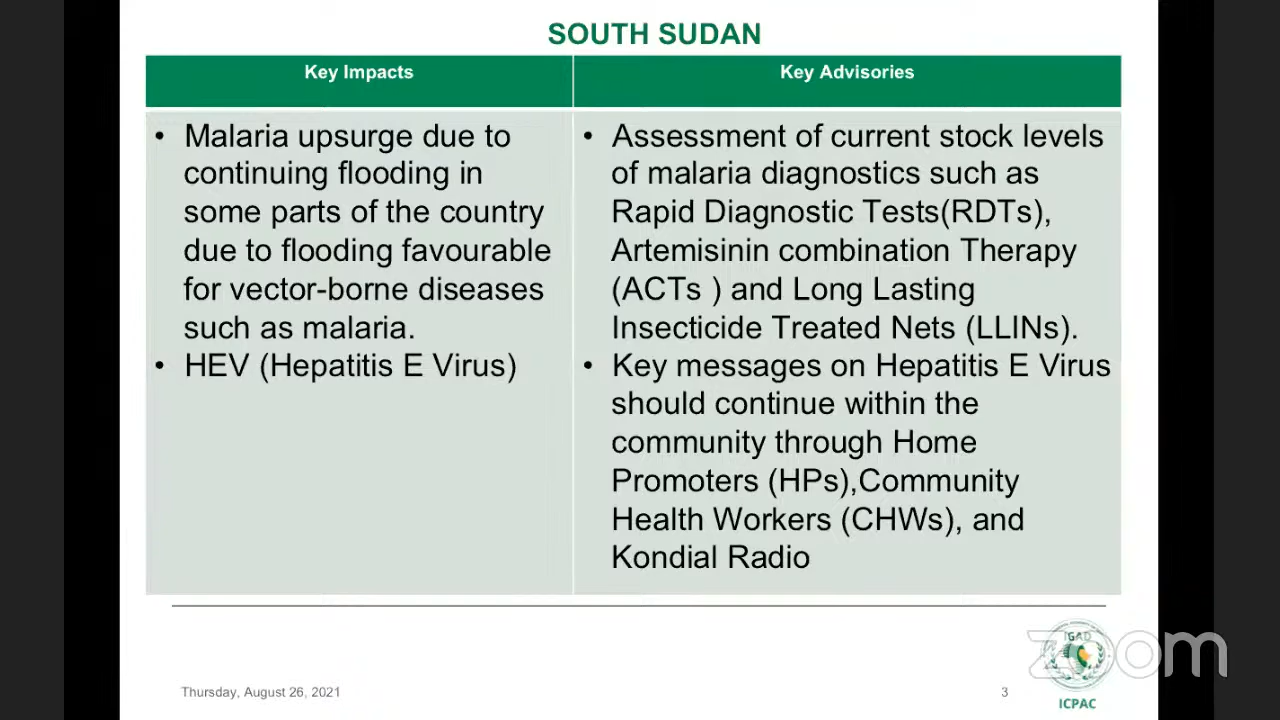 SOUTH SUDAN
Key Impacts
Key Advisories
• Malaria upsurge due to
continuing flooding in
some parts of the country
due to flooding favourable
for vector-borne diseases
such as malaria.
• HEV (Hepatitis E Virus)
• Assessment of current stock levels
of malaria diagnostics such as
Rapid Diagnostic Tests(RDTs),
Artemisinin combination Therapy
(ACTs ) and Long Lasting
Insecticide Treated Nets (LLINs).
• Key messages on Hepatitis E Virus
should continue within the
community through Home
Promoters (HPs),Community
Health Workers (CHWs), and
Kondial Radio
Thursday, August 26, 2021
3
IGAD
ICPAC
zoom